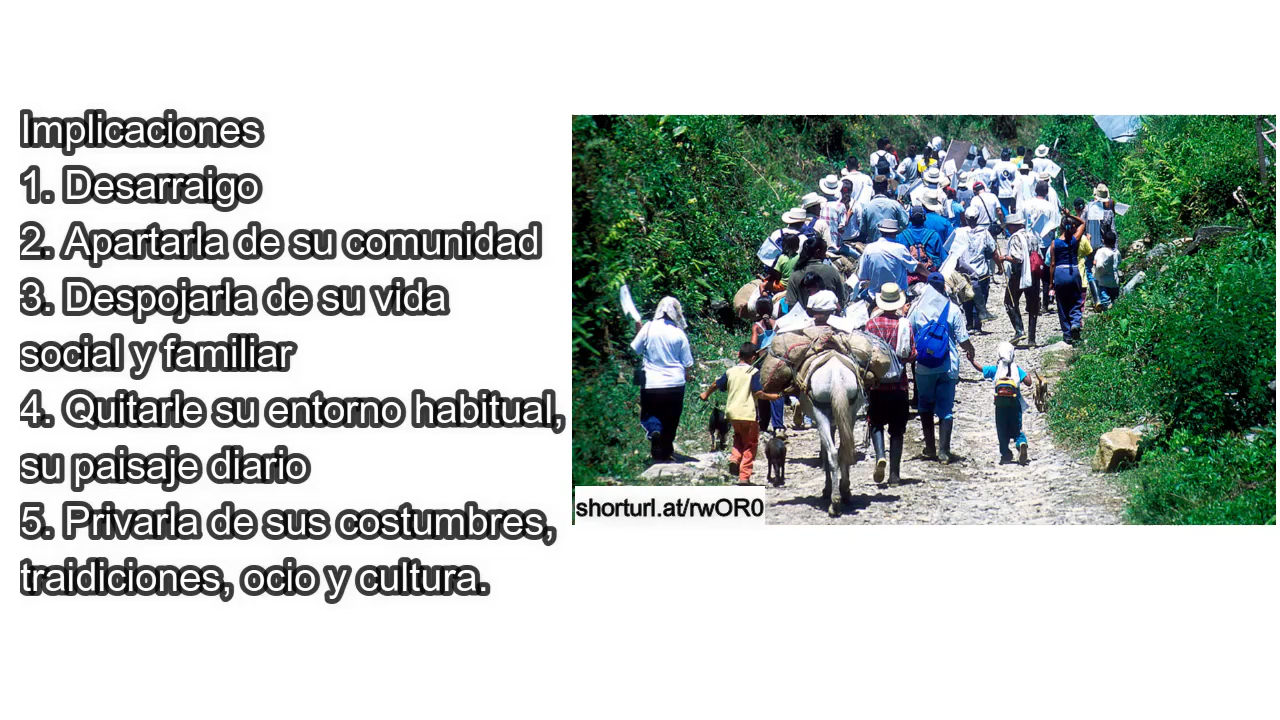 Implicaciones
1. Desarraigo
2. Apartarla de su comunidad
3. Despojarla de su vida
social y familiar
4. Quitarle su entorno habitual,
su paisaje diario
5. Privarla de sus costumbres,
traidiciones, ocio y cultura.
shorturl.at/rwOR0